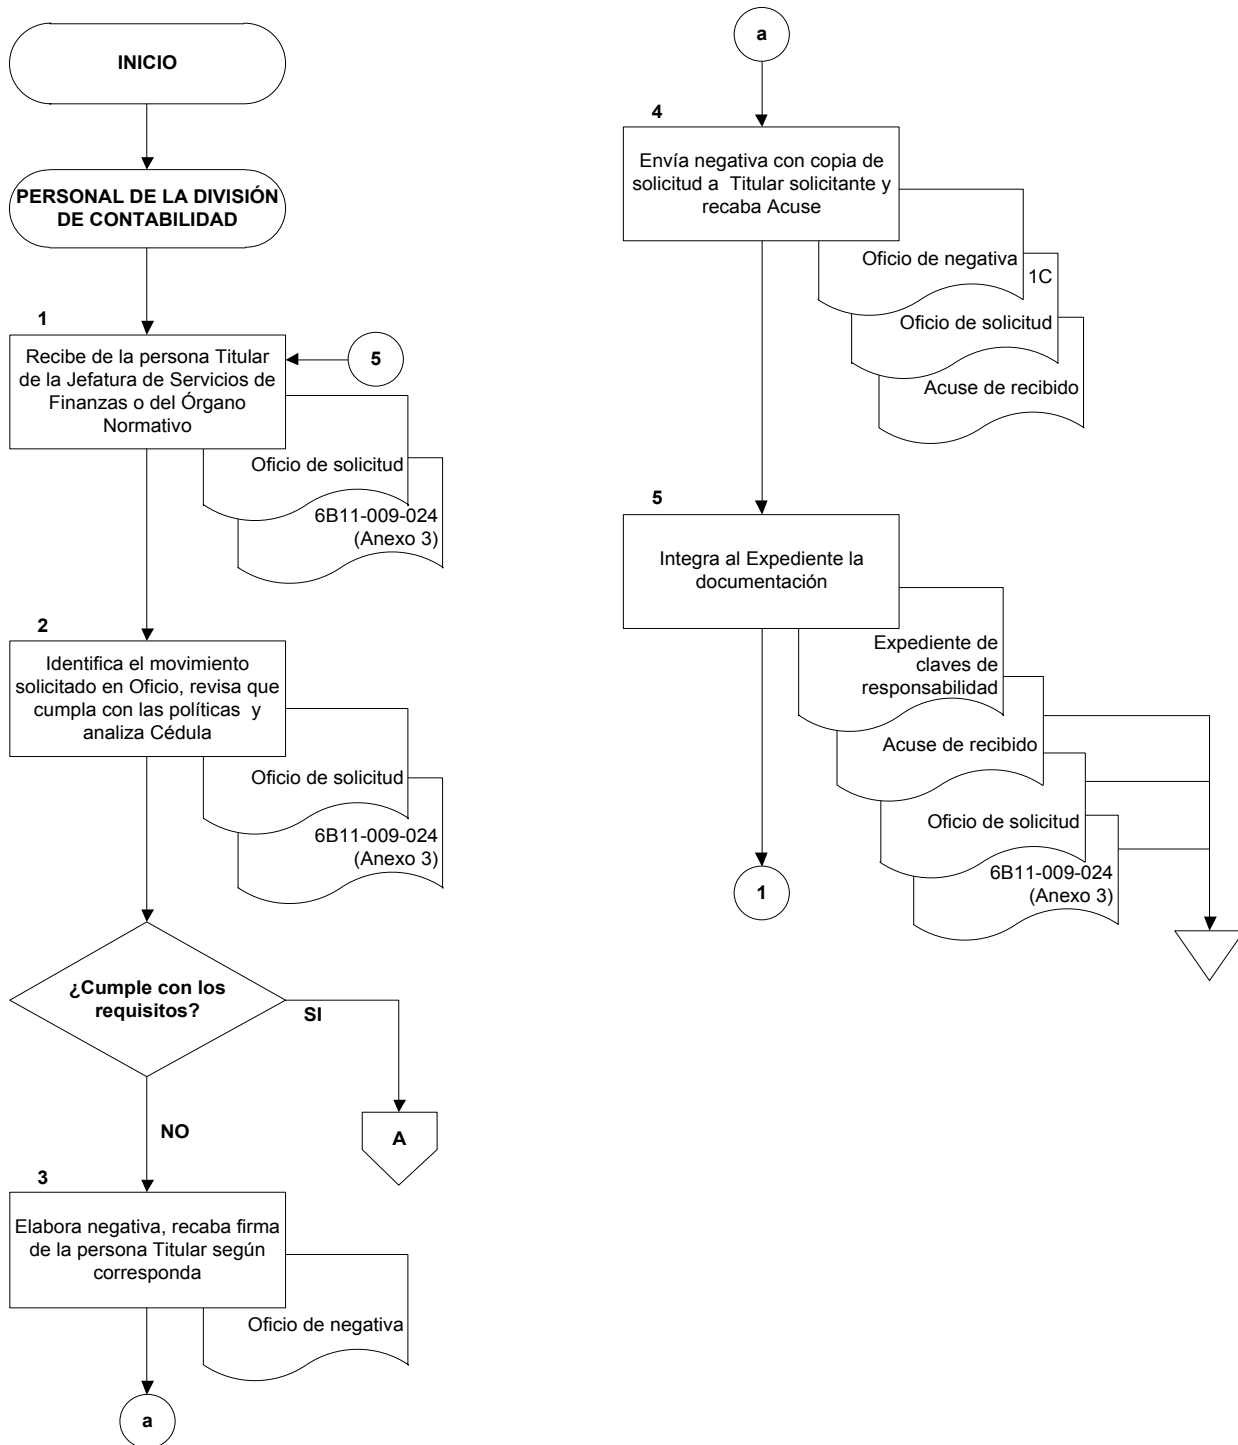 INICIO
PERSONAL DE LA DIVISIÓN
DE CONTABILIDAD
1
Recibe de la persona Titular
de la Jefatura de Servicios de
Finanzas o del Órgano
Normativo
5
Oficio de solicitud
6B11-009-024
(Anexo 3)
2
Identifica el movimiento
solicitado en Oficio, revisa que
cumpla con las políticas y
analiza Cédula
Oficio de solicitud
6B11-009-024
(Anexo 3)
¿Cumple con los
requisitos?
SI
A
NO
3
Elabora negativa, recaba firma
de la persona Titular según
corresponda
Oficio de negativa
a
a
4
Envía negativa con copia de
solicitud a Titular solicitante y
recaba Acuse
Oficio de negativa
1C
Oficio de solicitud
Acuse de recibido
5
Integra al Expediente la
documentación
Expediente de
claves de
responsabilidad
Acuse de recibido
Oficio de solicitud
6B11-009-024
(Anexo 3)
1